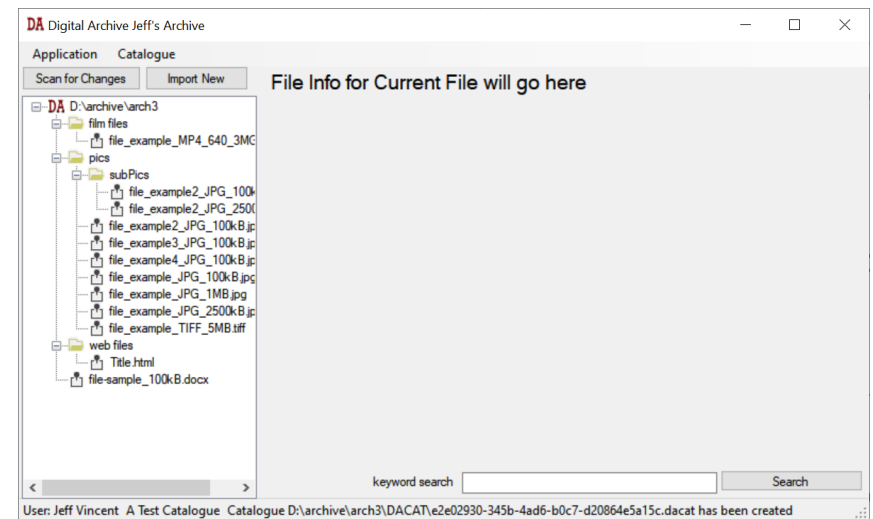 DA Digital Archive Jeff's Archive
Application Catalogue
Scan for Changes Import New
File Info for Current File will go here
DA D:\archive\arch3
film files
file_example_MP4_640_3MG
pics
subPics
file_example2_JPG_100k
file_example2_JPG_2500
file_example2_JPG_100kB.jp
file_example3_JPG_100kB.jp
file_example4_JPG_100kB.jp
file_example_JPG_100kB.jpg
file_example_JPG_1MB.jpg
file_example_JPG_2500kB.jp
file_example_TIFF_5MB.tiff
web files
Title.html
file-sample_100kB.docx
keyword search Search
User: Jeff Vincent A Test Catalogue Catalogue D:\archive\arch3\DACAT\e2e02930-345b-4ad6-b0c7-d20864e5a15c.dacat has been created